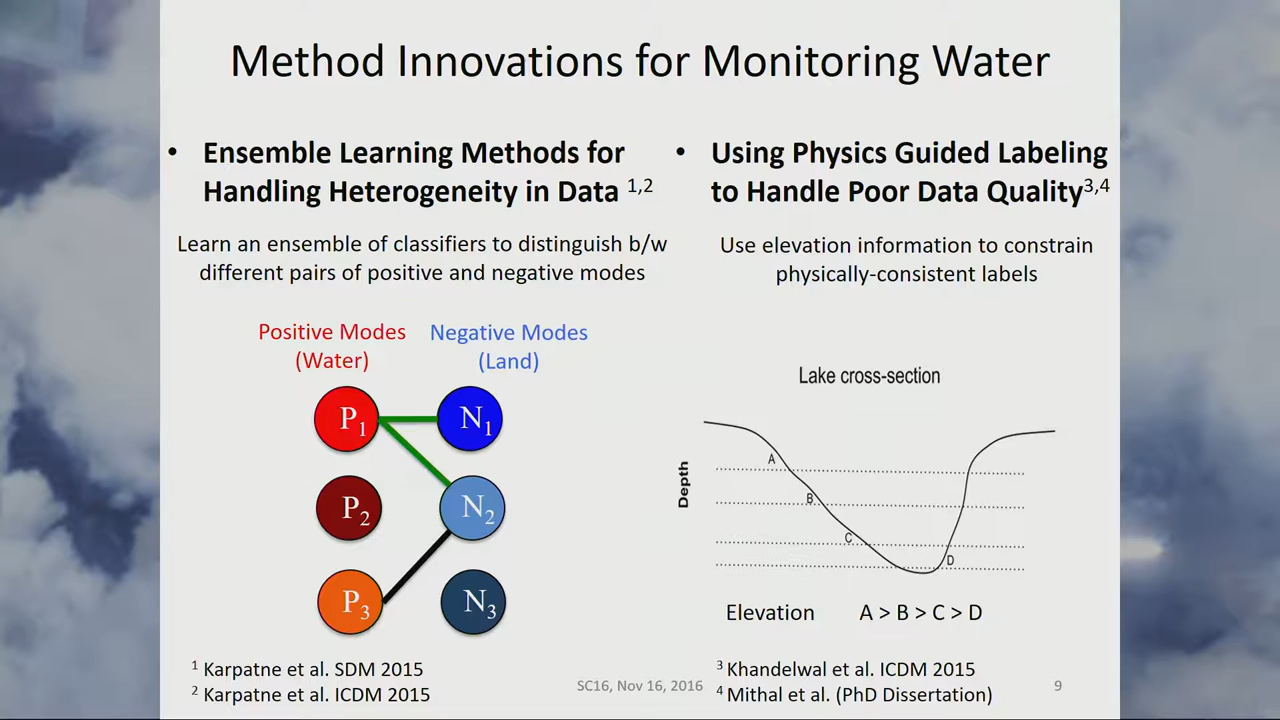 Method Innovations for Monitoring Water
• Ensemble Learning Methods for
Handling Heterogeneity in Data 1,2
Learn an ensemble of classifiers to distinguish b/w
different pairs of positive and negative modes
Positive Modes
(Water)
Negative Modes
(Land)
P1
N1
P2
N2
P3
N3
1 Karpatne et al. SDM 2015
2 Karpatne et al. ICDM 2015
• Using Physics Guided Labeling
to Handle Poor Data Quality3,4
Use elevation information to constrain
physically-consistent labels
Lake cross-section
Depth
A
B
C
D
Elevation A > B > C > D
3 Khandelwal et al. ICDM 2015
4 Mithal et al. (PhD Dissertation)
SC16, Nov 16, 2016
9